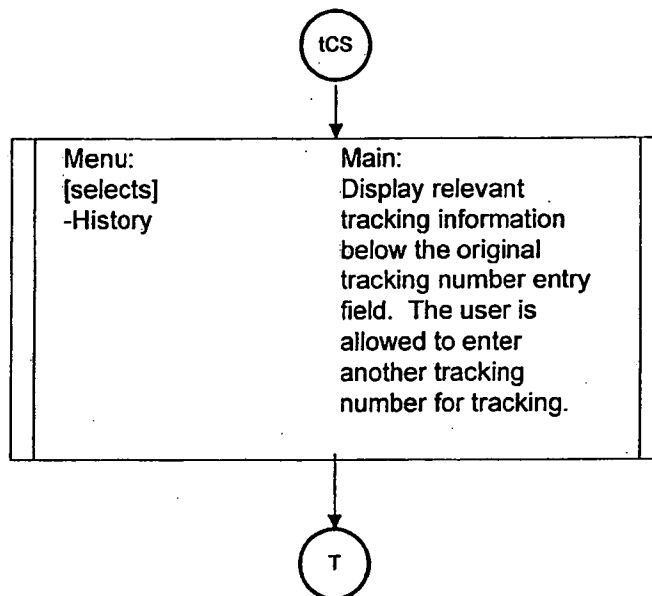 tCS
Menu:
[selects]
-History
Main:
Display relevant
tracking information
below the original
tracking number entry
field. The user is
allowed to enter
another tracking
number for tracking.
T